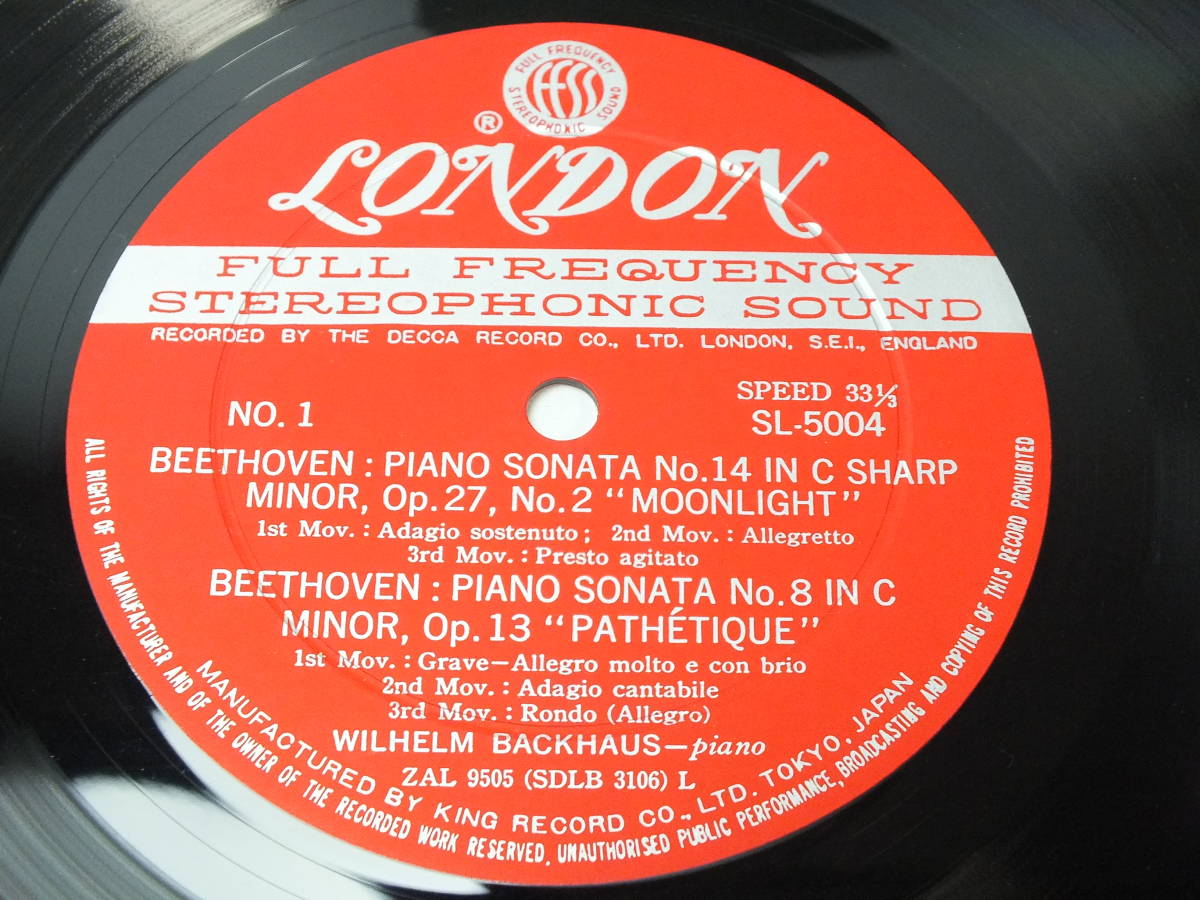 FULL FREQUENCY
FFSS
STEREOPHONIC SOUND
®
LONDON
FULL FREQUENCY
STEREOPHONIC SOUND
RECORDED BY THE DECCA RECORD CO., LTD. LONDON, S.E.I., ENGLAND
SPEED 33⅓
NO. 1
SL-5004
BEETHOVEN : PIANO SONATA No.14 IN C SHARP
MINOR, Op.27, No.2 "MOONLIGHT"
1st Mov. : Adagio sostenuto ; 2nd Mov. : Allegretto
3rd Mov. : Presto agitato
BEETHOVEN : PIANO SONATA No.8 IN C
MINOR, Op.13 "PATHÉTIQUE"
1st Mov. : Grave—Allegro molto e con brio
2nd Mov. : Adagio cantabile
3rd Mov. : Rondo (Allegro)
WILHELM BACKHAUS—piano
ZAL 9505 (SDLB 3106) L
MANUFACTURED BY KING RECORD CO., LTD. TOKYO, JAPAN
ALL RIGHTS OF THE MANUFACTURER AND OF THE OWNER OF THE RECORDED WORK RESERVED. UNAUTHORISED PUBLIC PERFORMANCE, BROADCASTING AND COPYING OF THIS RECORD PROHIBITED